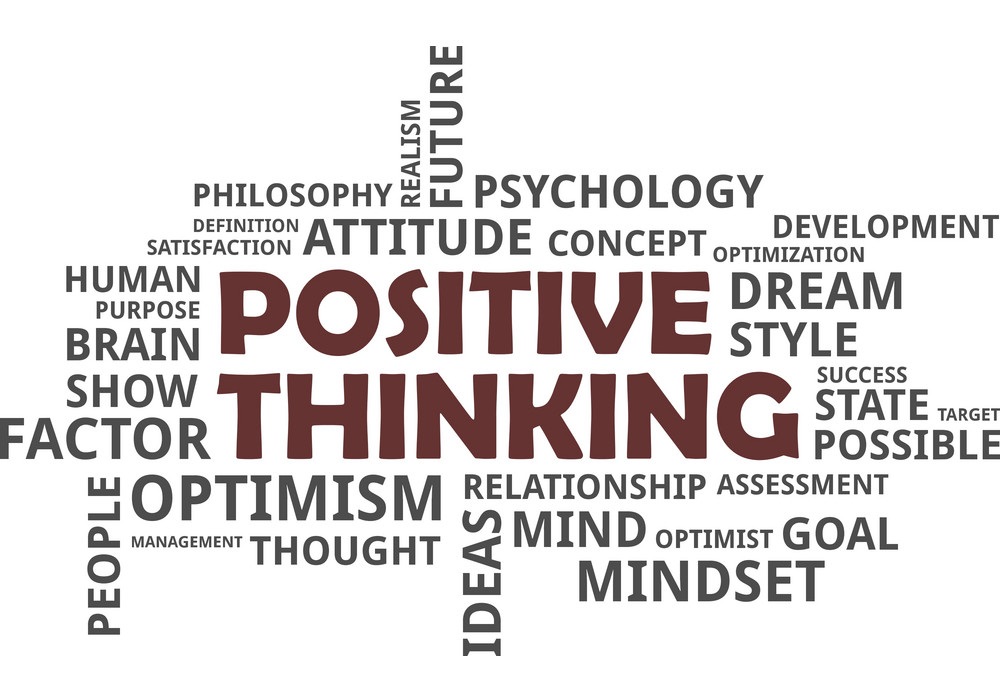 FUTURE
REALISM
PHILOSOPHY
PSYCHOLOGY
DEFINITION
SATISFACTION
ATTITUDE
CONCEPT
DEVELOPMENT
OPTIMIZATION
HUMAN
PURPOSE
BRAIN
SHOW
FACTOR
POSITIVE
THINKING
DREAM
STYLE
SUCCESS
STATE
TARGET
POSSIBLE
PEOPLE
OPTIMISM
MANAGEMENT
THOUGHT
RELATIONSHIP
ASSESSMENT
IDEAS
MIND
OPTIMIST
GOAL
MINDSET